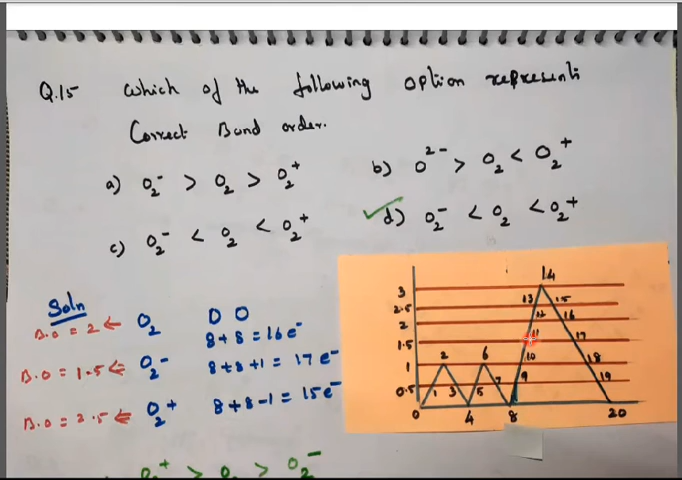 Q.15 Which of the following option represents
Correct Bond order.
a) O₂⁻ > O₂ > O₂⁺
b) O²⁻ > O₂ < O₂⁺
c) O₂⁻ < O₂ < O₂⁺
d) O₂⁻ < O₂ < O₂⁺
Soln
B.O = 2 ← O₂ O O
8 + 8 = 16 e⁻
B.O = 1.5 ← O₂⁻ 8 + 8 + 1 = 17 e⁻
B.O = 2.5 ← O₂⁺ 8 + 8 - 1 = 15 e⁻
O₂⁺ > O₂ > O₂⁻
14
3 13 15
2.5 12 16
2
1.5 11 17
1 2 6 10 18
0.5 1 3 5 7 9 19
0 4 8 20